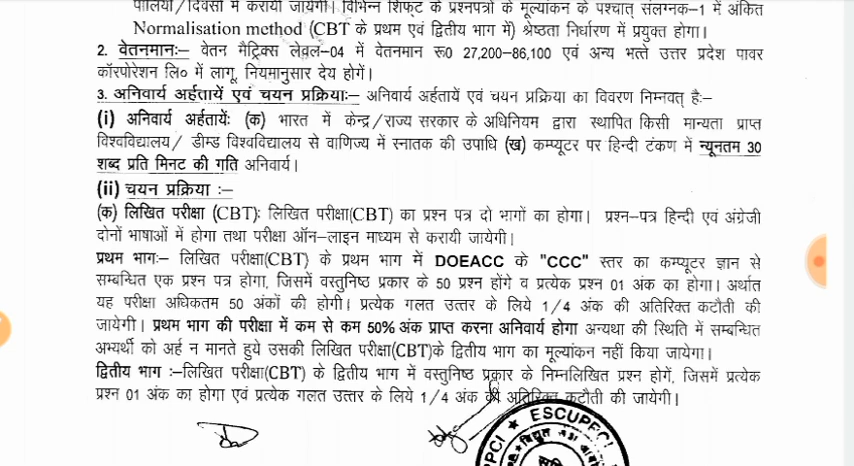 पालियों/दिवसों में करायी जायेगी। विभिन्न शिफ्ट के प्रश्नपत्रों के मूल्यांकन के पश्चात् संलग्नक-1 में अंकित
Normalisation method (CBT के प्रथम एवं द्वितीय भाग में) श्रेष्ठता निर्धारण में प्रयुक्त होगा।
2. वेतनमानः– वेतन मैट्रिक्स लेवल-04 में वेतनमान रू0 27,200-86,100 एवं अन्य भत्ते उत्तर प्रदेश पावर
कॉरपोरेशन लि० में लागू, नियमानुसार देय होगें।
3. अनिवार्य अर्हतायें एवं चयन प्रक्रियाः– अनिवार्य अर्हतायें एवं चयन प्रक्रिया का विवरण निम्नवत् हैः–
(i) अनिवार्य अर्हतायेंः (क) भारत में केन्द्र/राज्य सरकार के अधिनियम द्वारा स्थापित किसी मान्यता प्राप्त
विश्वविद्यालय/ डीम्ड विश्वविद्यालय से वाणिज्य में स्नातक की उपाधि (ख) कम्प्यूटर पर हिन्दी टंकण में न्यूनतम 30
शब्द प्रति मिनट की गति अनिवार्य।
(ii) चयन प्रक्रिया :–
(क) लिखित परीक्षा (CBT): लिखित परीक्षा(CBT) का प्रश्न पत्र दो भागों का होगा। प्रश्न-पत्र हिन्दी एवं अंग्रेजी
दोनों भाषाओं में होगा तथा परीक्षा ऑन-लाइन माध्यम से करायी जायेगी।
प्रथम भागः– लिखित परीक्षा(CBT) के प्रथम भाग में DOEACC के "CCC" स्तर का कम्प्यूटर ज्ञान से
सम्बन्धित एक प्रश्न पत्र होगा, जिसमें वस्तुनिष्ठ प्रकार के 50 प्रश्न होंगे व प्रत्येक प्रश्न 01 अंक का होगा। अर्थात
यह परीक्षा अधिकतम 50 अंकों की होगी। प्रत्येक गलत उत्तर के लिये 1/4 अंक की अतिरिक्त कटौती की
जायेगी। प्रथम भाग की परीक्षा में कम से कम 50% अंक प्राप्त करना अनिवार्य होगा अन्यथा की स्थिति में सम्बन्धित
अभ्यर्थी को अर्ह न मानते हुये उसकी लिखित परीक्षा(CBT)के द्वितीय भाग का मूल्यांकन नहीं किया जायेगा।
द्वितीय भाग :–लिखित परीक्षा(CBT) के द्वितीय भाग में वस्तुनिष्ठ प्रकार के निम्नलिखित प्रश्न होगें, जिसमें प्रत्येक
प्रश्न 01 अंक का होगा एवं प्रत्येक गलत उत्तर के लिये 1/4 अंक की अतिरिक्त कटौती की जायेगी।
ESCUPPCL
विद्युत सेवा